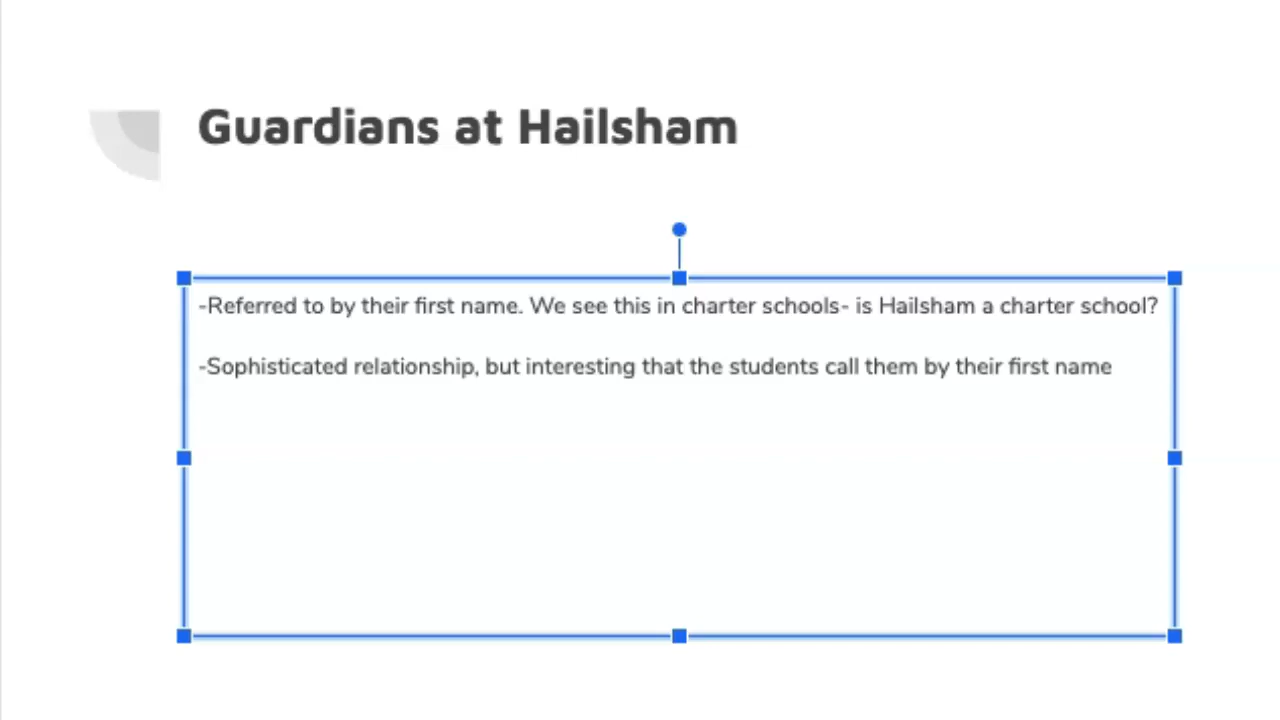 Guardians at Hailsham
-Referred to by their first name. We see this in charter schools- is Hailsham a charter school?
-Sophisticated relationship, but interesting that the students call them by their first name